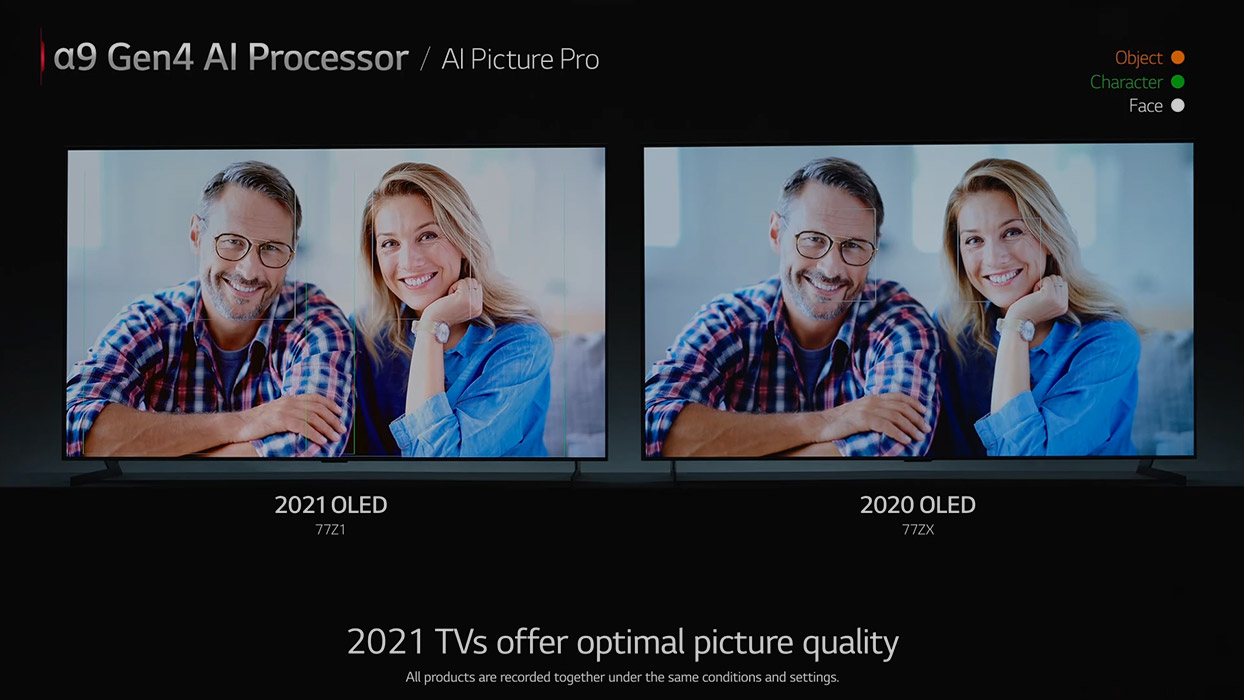 α9 Gen4 AI Processor / AI Picture Pro
Object
Character
Face
2021 OLED
77Z1
2020 OLED
77ZX
2021 TVs offer optimal picture quality
All products are recorded together under the same conditions and settings.